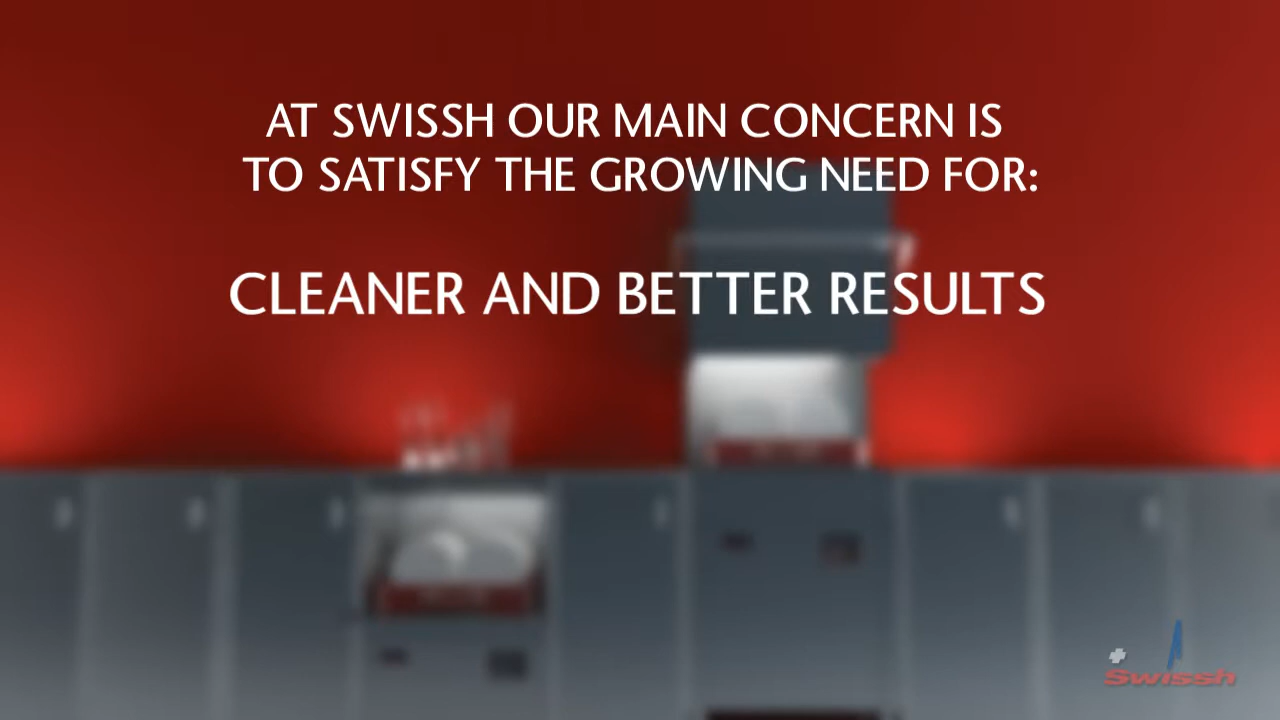 AT SWISSH OUR MAIN CONCERN IS
TO SATISFY THE GROWING NEED FOR:
CLEANER AND BETTER RESULTS
Swissh